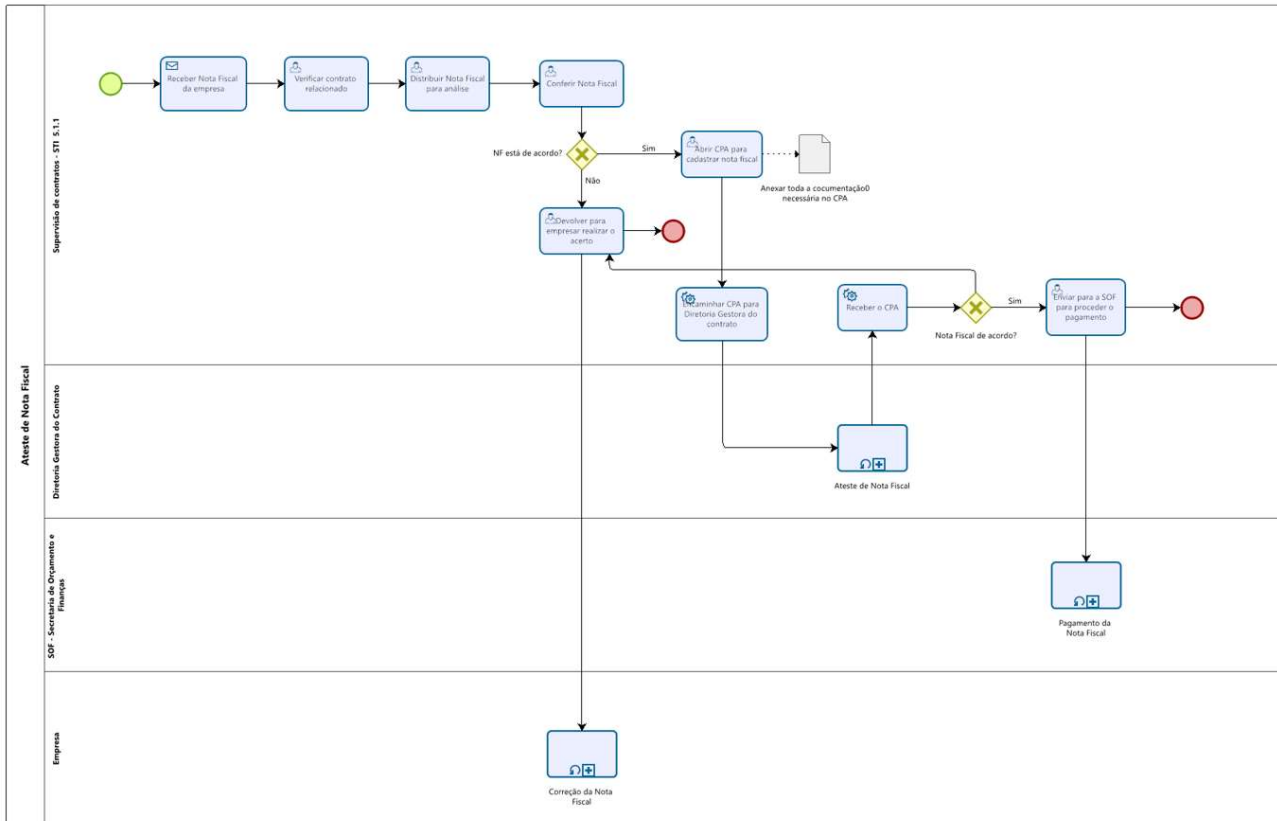 Ateste de Nota Fiscal
Supervisão de contratos - STI 5.1.1
Receber Nota Fiscal
da empresa
Verificar contrato
relacionado
Distribuir Nota Fiscal
para análise
Conferir Nota Fiscal
NF está de acordo?
Sim
Abrir CPA para
cadastrar nota fiscal
Anexar toda a cocumentação0
necessária no CPA
Não
Devolver para
empresar realizar o
acerto
Encaminhar CPA para
Diretoria Gestora do
contrato
Receber o CPA
Nota Fiscal de acordo?
Sim
Enviar para a SOF
para proceder o
pagamento
Diretoria Gestora do Contrato
Ateste de Nota Fiscal
SOF - Secretaria de Orçamento e
Finanças
Pagamento da
Nota Fiscal
Empresa
Correção da Nota
Fiscal